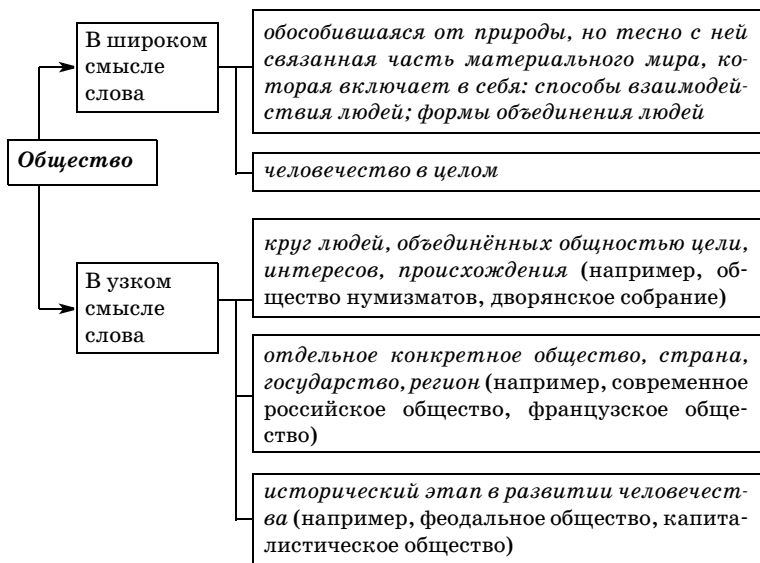 Общество
В широком
смысле
слова
обособившаяся от природы, но тесно с ней
связанная часть материального мира, ко-
торая включает в себя: способы взаимодей-
ствия людей; формы объединения людей
человечество в целом
В узком
смысле
слова
круг людей, объединённых общностью цели,
интересов, происхождения (например, об-
щество нумизматов, дворянское собрание)
отдельное конкретное общество, страна,
государство, регион (например, современное
российское общество, французское обще-
ство)
исторический этап в развитии человечест-
ва (например, феодальное общество, капита-
листическое общество)